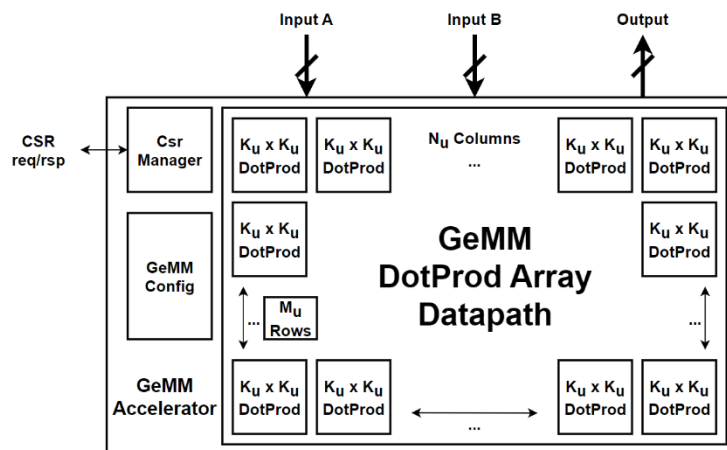 Input A
Input B
Output
CSR
req/rsp
Csr
Manager
GeMM
Config
GeMM
Accelerator
Ku x Ku
DotProd
Ku x Ku
DotProd
Nu Columns
...
Ku x Ku
DotProd
Ku x Ku
DotProd
Ku x Ku
DotProd
GeMM
DotProd Array
Datapath
Ku x Ku
DotProd
...
Mu
Rows
...
Ku x Ku
DotProd
Ku x Ku
DotProd
...
Ku x Ku
DotProd
Ku x Ku
DotProd